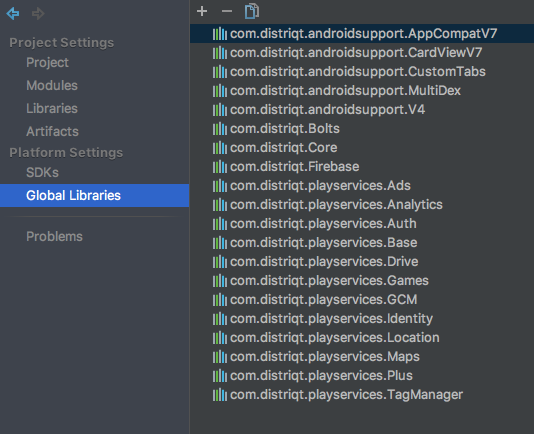 Project Settings
Project
Modules
Libraries
Artifacts
Platform Settings
SDKs
Global Libraries
Problems
com.distriqt.androidsupport.AppCompatV7
com.distriqt.androidsupport.CardViewV7
com.distriqt.androidsupport.CustomTabs
com.distriqt.androidsupport.MultiDex
com.distriqt.androidsupport.V4
com.distriqt.Bolts
com.distriqt.Core
com.distriqt.Firebase
com.distriqt.playservices.Ads
com.distriqt.playservices.Analytics
com.distriqt.playservices.Auth
com.distriqt.playservices.Base
com.distriqt.playservices.Drive
com.distriqt.playservices.Games
com.distriqt.playservices.GCM
com.distriqt.playservices.Identity
com.distriqt.playservices.Location
com.distriqt.playservices.Maps
com.distriqt.playservices.Plus
com.distriqt.playservices.TagManager